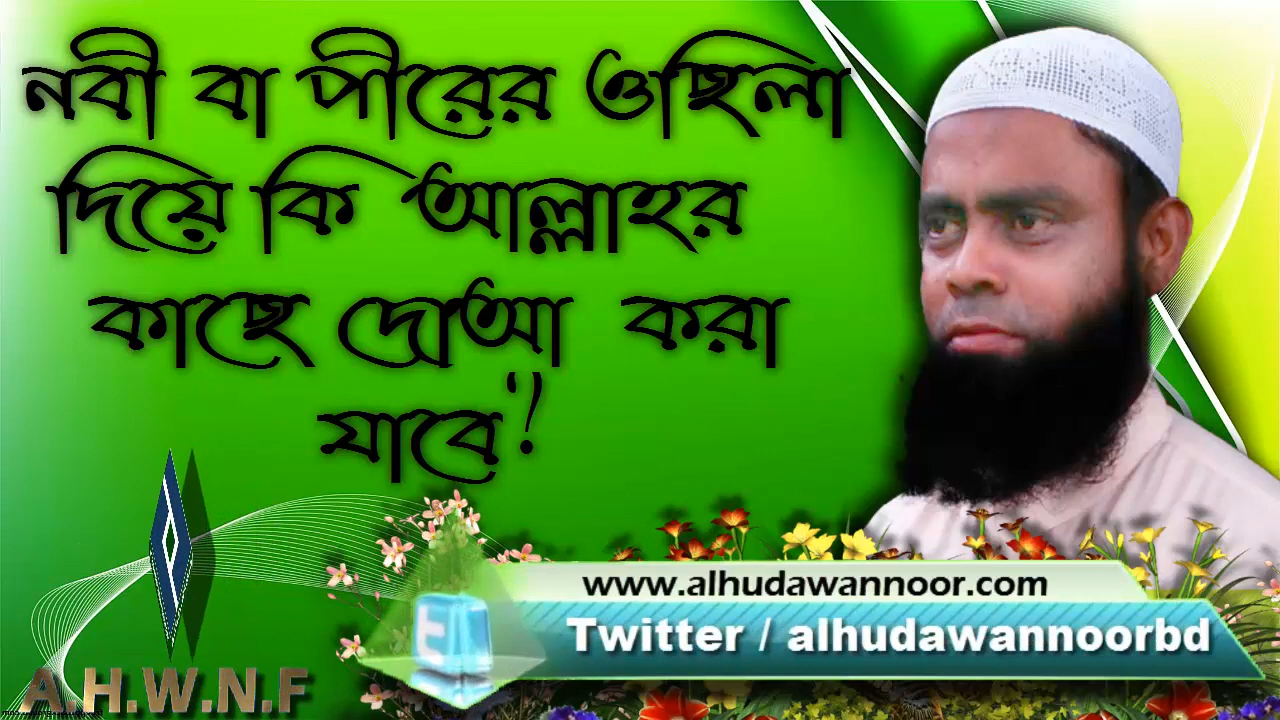 নবী বা পীরের ওছিলা
দিয়ে কি আল্লাহর
কাছে দোআ করা
যাবে?
www.alhudawannoor.com
Twitter / alhudawannoorbd
A.H.W.N.F